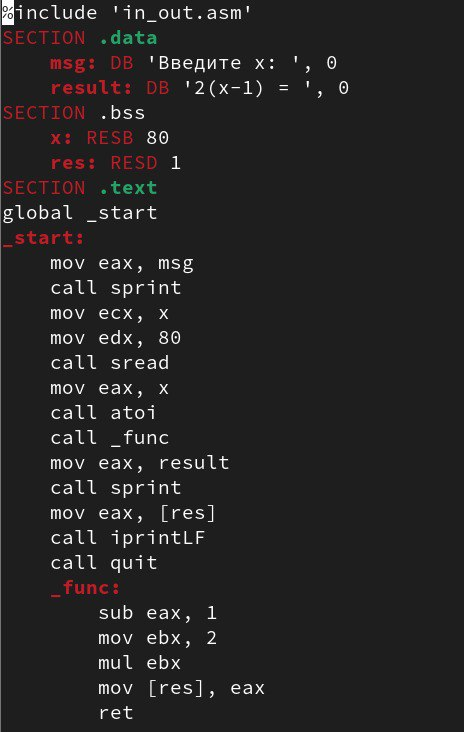 %include 'in_out.asm'
SECTION .data
    msg: DB 'Введите x: ', 0
    result: DB '2(x-1) = ', 0
SECTION .bss
    x: RESB 80
    res: RESD 1
SECTION .text
global _start
_start:
    mov eax, msg
    call sprint
    mov ecx, x
    mov edx, 80
    call sread
    mov eax, x
    call atoi
    call _func
    mov eax, result
    call sprint
    mov eax, [res]
    call iprintLF
    call quit
    _func:
        sub eax, 1
        mov ebx, 2
        mul ebx
        mov [res], eax
        ret